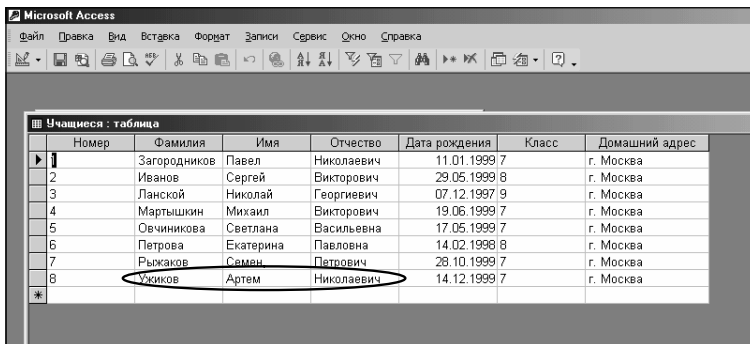 Microsoft Access
Файл Правка Вид Вставка Формат Записи Сервис Окно Справка
Учащиеся : таблица
Номер Фамилия Имя Отчество Дата рождения Класс Домашний адрес
1 Загородников Павел Николаевич 11.01.1999 7 г. Москва
2 Иванов Сергей Викторович 29.05.1999 8 г. Москва
3 Ланской Николай Георгиевич 07.12.1997 9 г. Москва
4 Мартышкин Михаил Викторович 19.06.1999 7 г. Москва
5 Овчиникова Светлана Васильевна 17.05.1999 7 г. Москва
6 Петрова Екатерина Павловна 14.02.1998 8 г. Москва
7 Рыжаков Семен Петрович 28.10.1999 7 г. Москва
8 Ужиков Артем Николаевич 14.12.1999 7 г. Москва